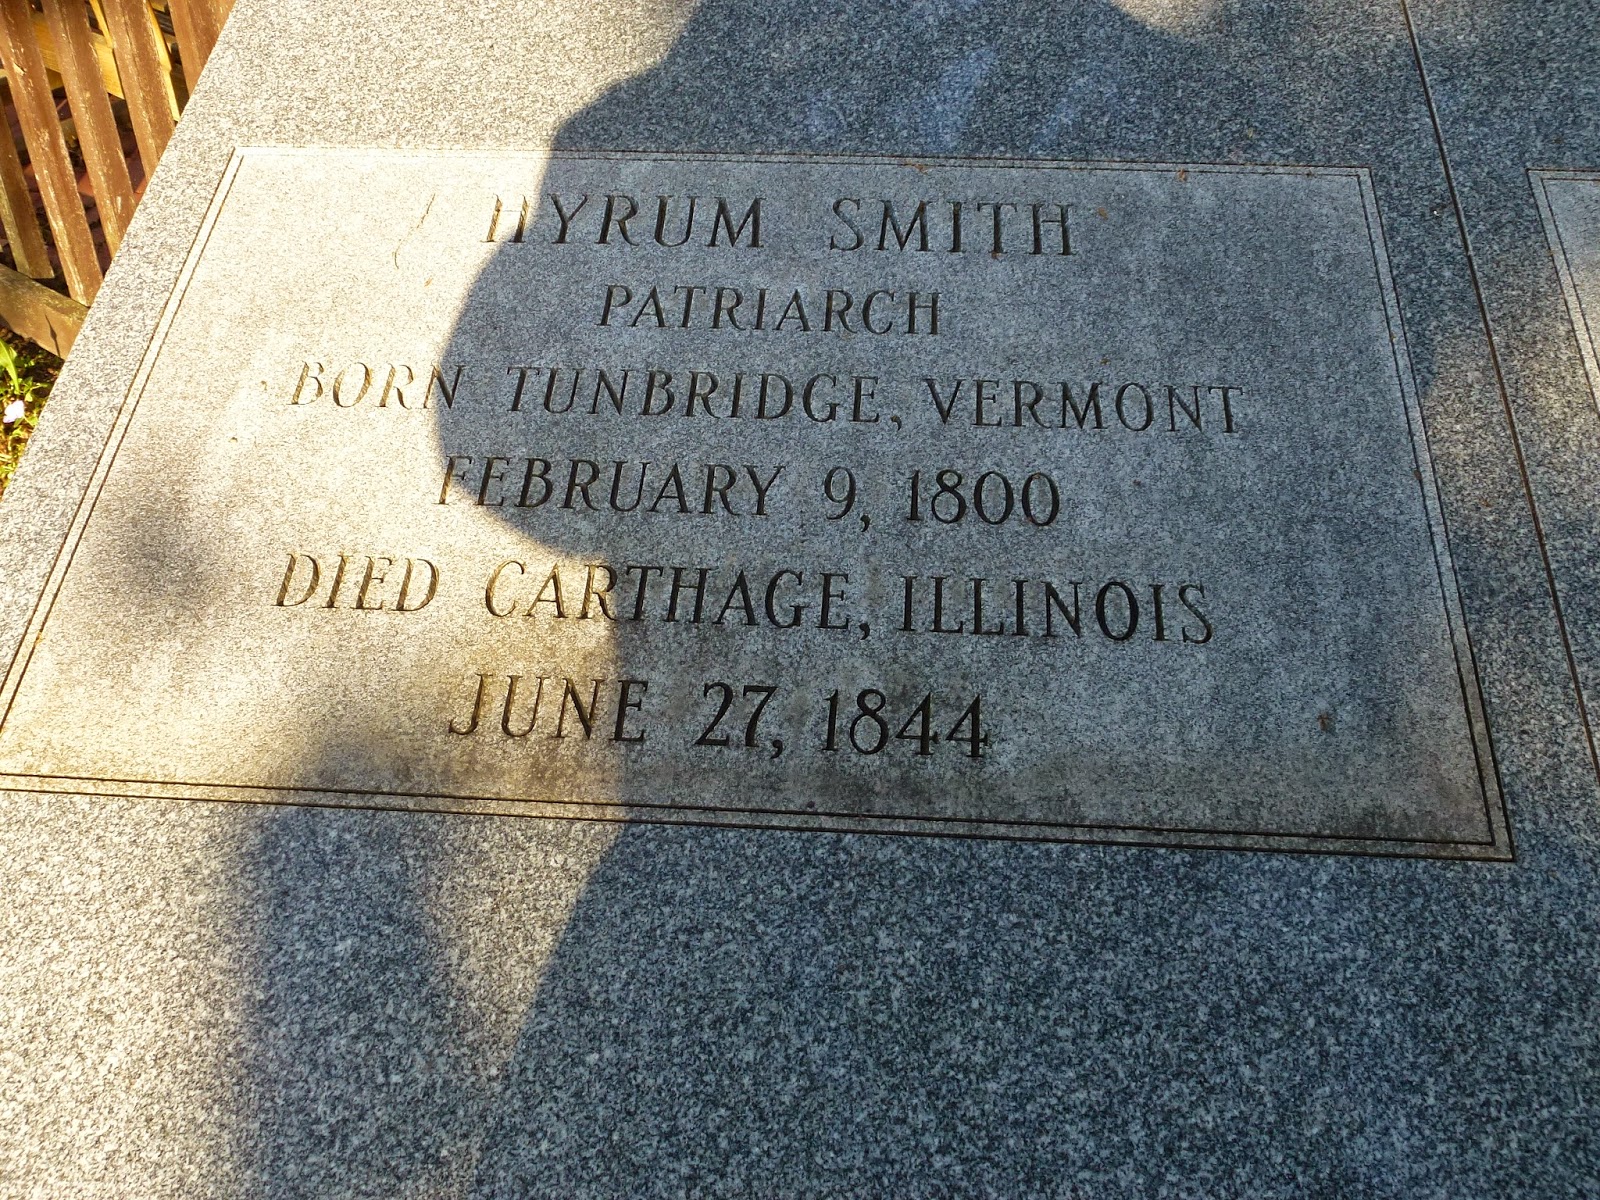 HYRUM SMITH
PATRIARCH
BORN TUNBRIDGE, VERMONT
FEBRUARY 9, 1800
DIED CARTHAGE, ILLINOIS
JUNE 27, 1844